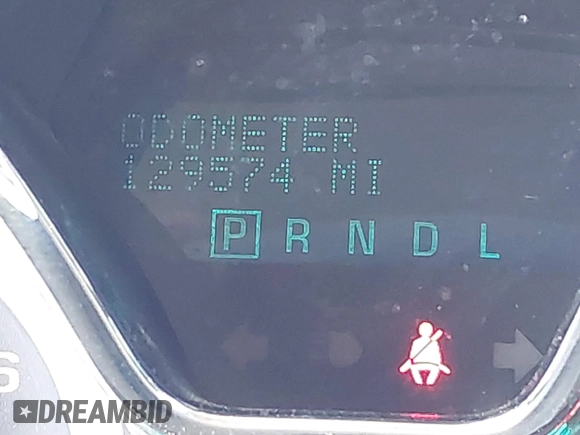 ODOMETER
129574 MI
P R N D L
DREAMBID